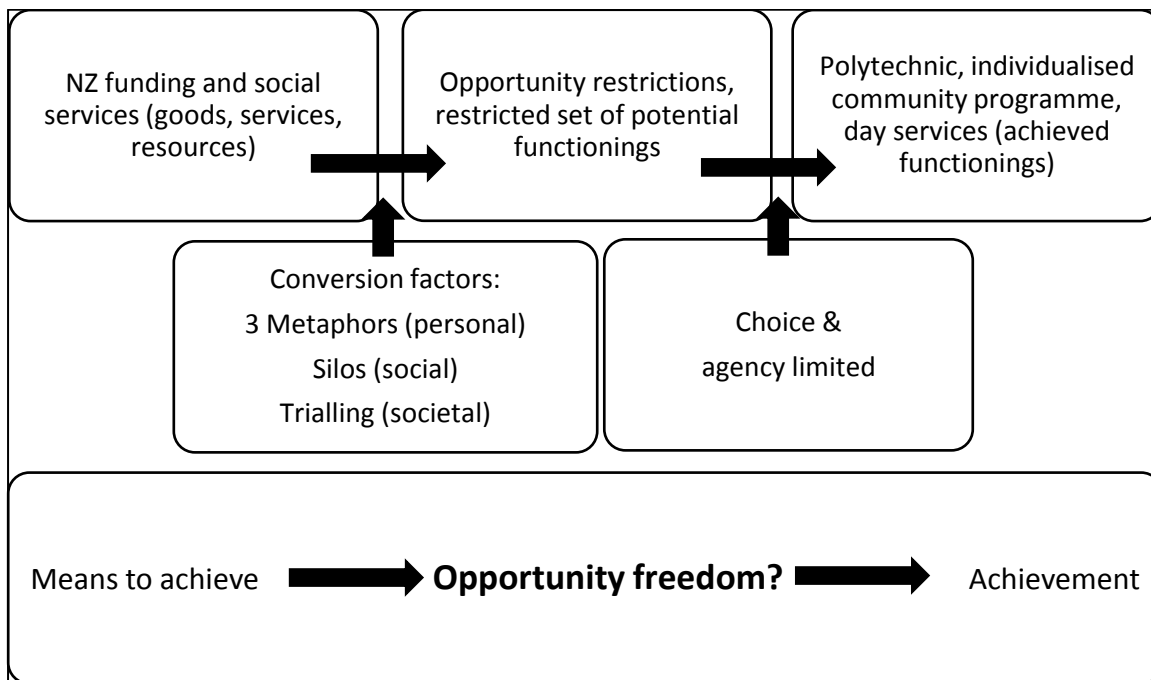 NZ funding and social
services (goods, services,
resources)
Opportunity restrictions,
restricted set of potential
functionings
Polytechnic, individualised
community programme,
day services (achieved
functionings)
Conversion factors:
3 Metaphors (personal)
Silos (social)
Trialling (societal)
Choice &
agency limited
Means to achieve
Opportunity freedom?
Achievement